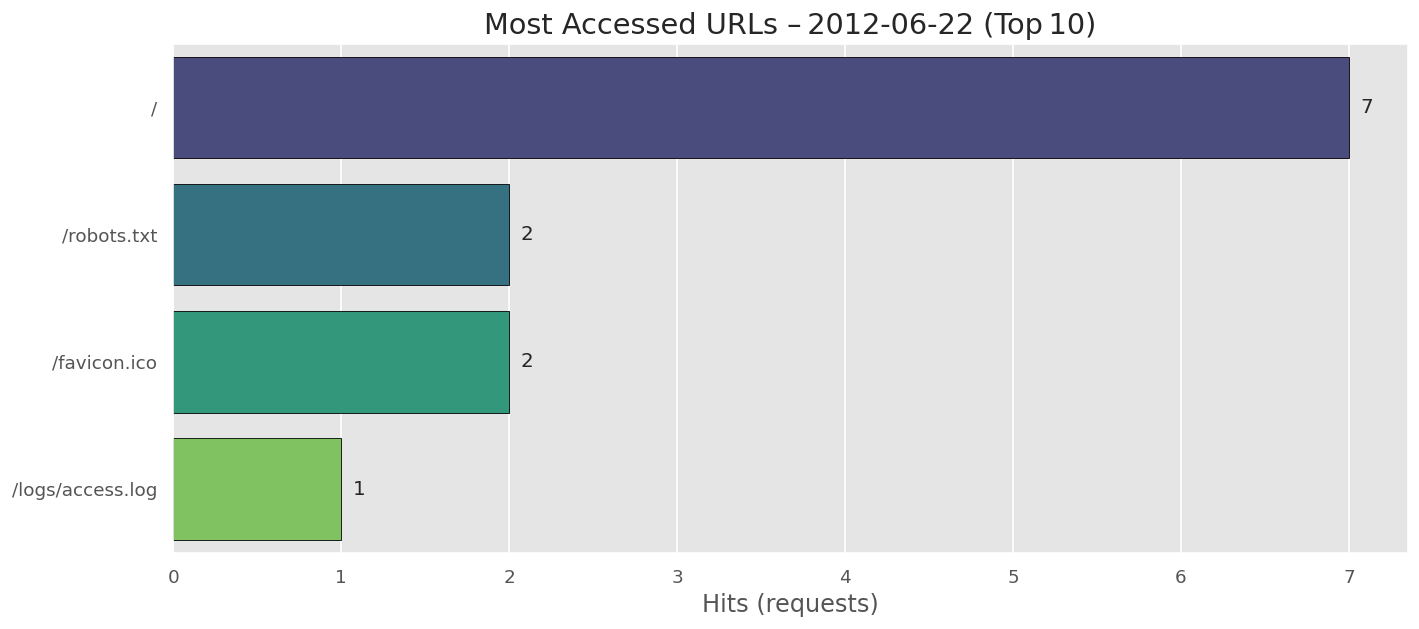 Most Accessed URLs – 2012-06-22 (Top 10)
/
7
/robots.txt
2
/favicon.ico
2
/logs/access.log
1
0 1 2 3 4 5 6 7
Hits (requests)